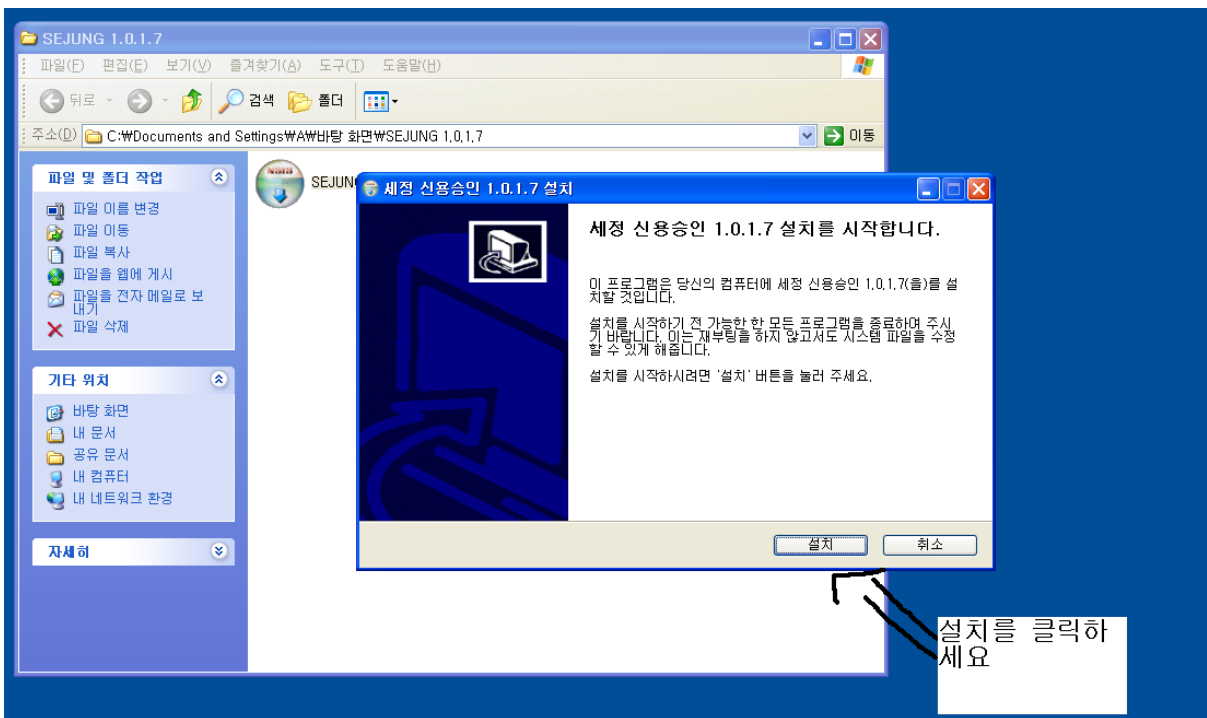 SEJUNG 1.0.1.7
파일(F) 편집(E) 보기(V) 즐겨찾기(A) 도구(T) 도움말(H)
뒤로 검색 폴더
주소(D) C:₩Documents and Settings₩A₩바탕 화면₩SEJUNG 1.0.1.7 이동
파일 및 폴더 작업
파일 이름 변경
파일 이동
파일 복사
파일을 웹에 게시
파일을 전자 메일로 보
내기
파일 삭제
기타 위치
바탕 화면
내 문서
공유 문서
내 컴퓨터
내 네트워크 환경
자세히
NSIS
SEJUN
세정 신용승인 1.0.1.7 설치
세정 신용승인 1.0.1.7 설치를 시작합니다.
이 프로그램은 당신의 컴퓨터에 세정 신용승인 1.0.1.7(을)를 설
치할 것입니다.
설치를 시작하기 전 가능한 한 모든 프로그램을 종료하여 주시
기 바랍니다. 이는 재부팅을 하지 않고서도 시스템 파일을 수정
할 수 있게 해줍니다.
설치를 시작하시려면 '설치' 버튼을 눌러 주세요.
설치 취소
설치를 클릭하
세요